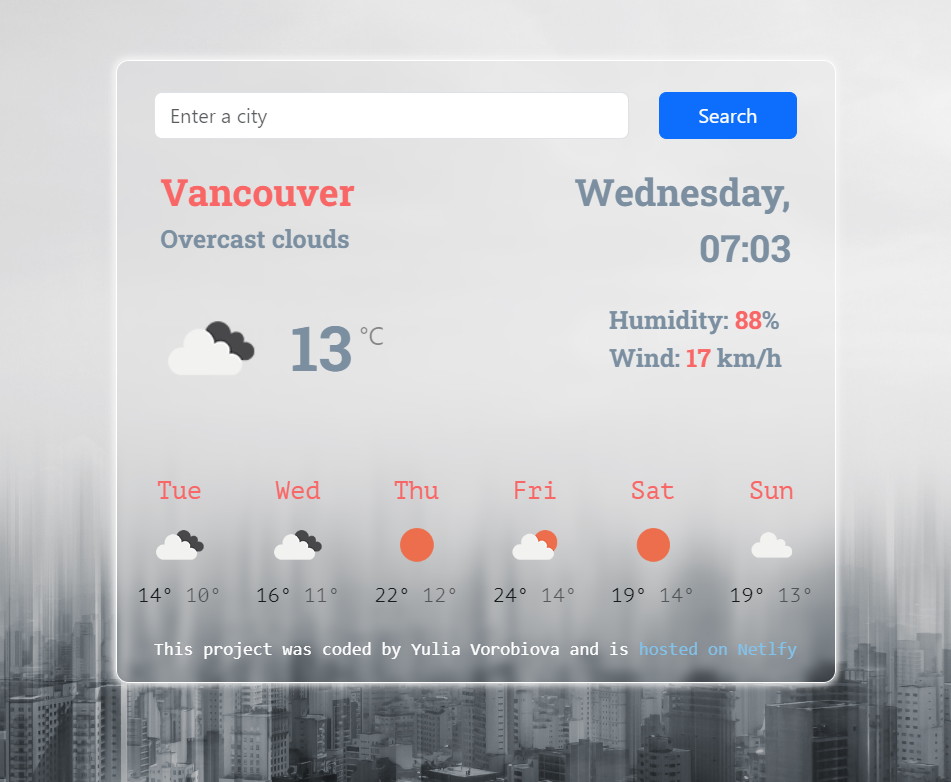 Enter a city
Search
Vancouver
Overcast clouds
Wednesday,
07:03
13 °C
Humidity: 88%
Wind: 17 km/h
Tue Wed Thu Fri Sat Sun
14° 10° 16° 11° 22° 12° 24° 14° 19° 14° 19° 13°
This project was coded by Yulia Vorobiova and is hosted on Netlfy